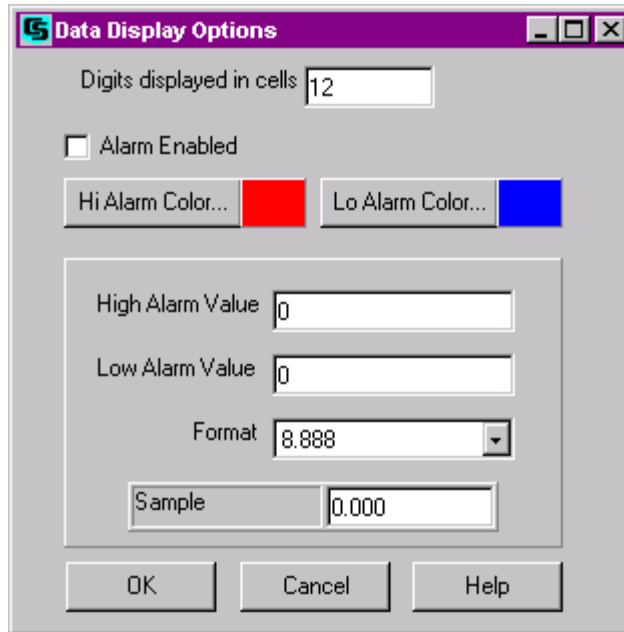 Data Display Options
Digits displayed in cells 12
Alarm Enabled
Hi Alarm Color... Lo Alarm Color...
High Alarm Value 0
Low Alarm Value 0
Format 8.888
Sample 0.000
OK Cancel Help